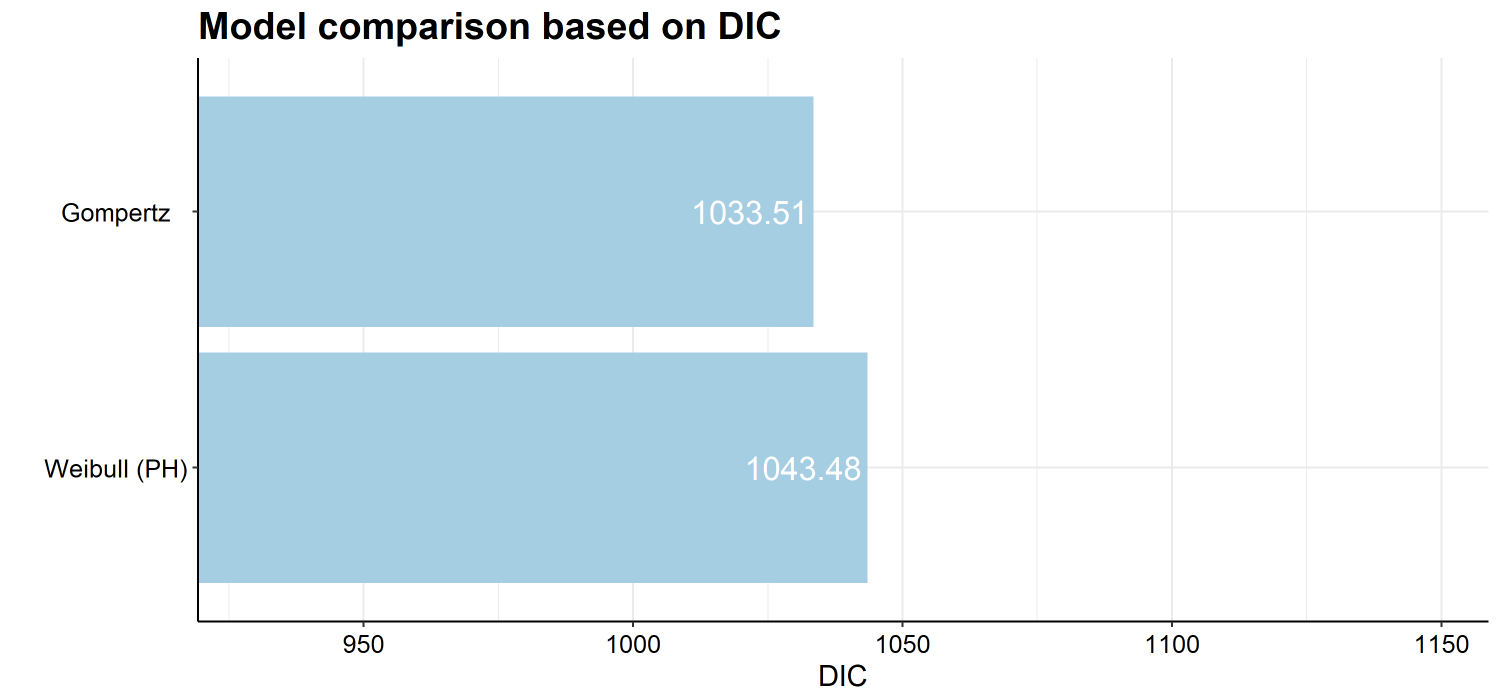 Model comparison based on DIC
Gompertz
1033.51
Weibull (PH)
1043.48
950 1000 1050 1100 1150
DIC